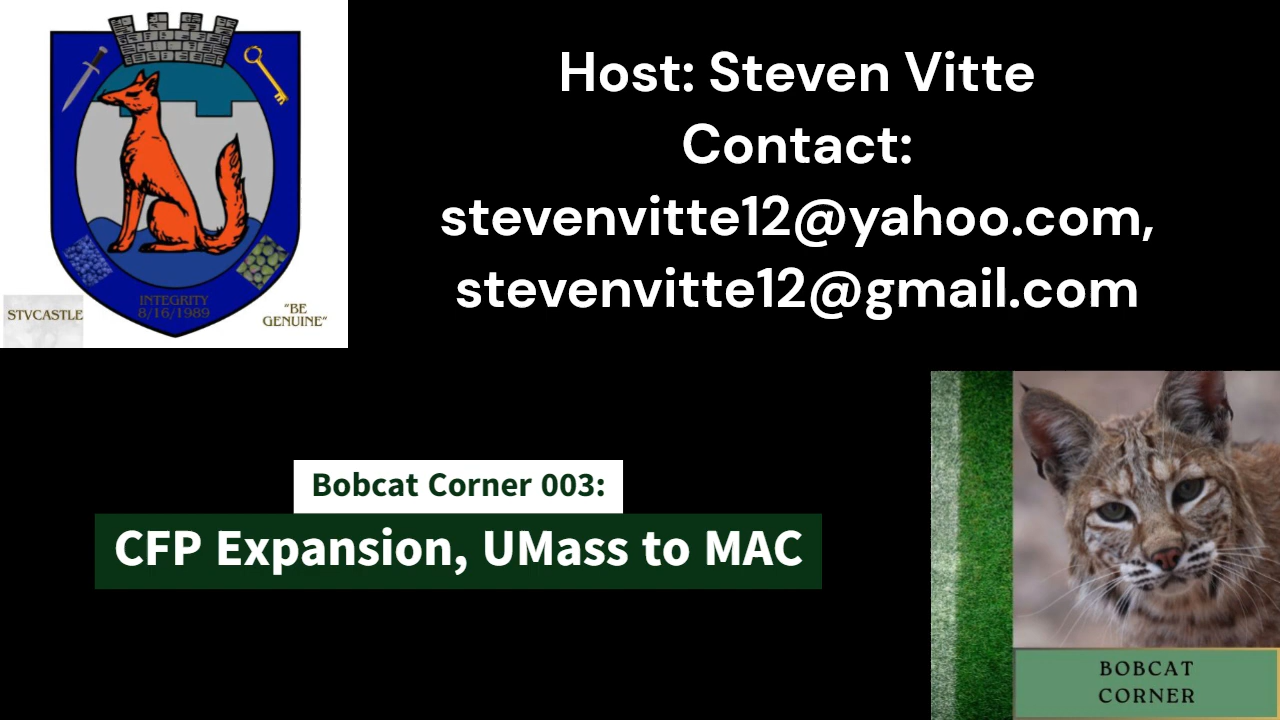 Host: Steven Vitte
Contact:
stevenvitte12@yahoo.com,
stevenvitte12@gmail.com
INTEGRITY
8/16/1989
STVCASTLE
“BE
GENUINE”
Bobcat Corner 003:
CFP Expansion, UMass to MAC
BOBCAT
CORNER